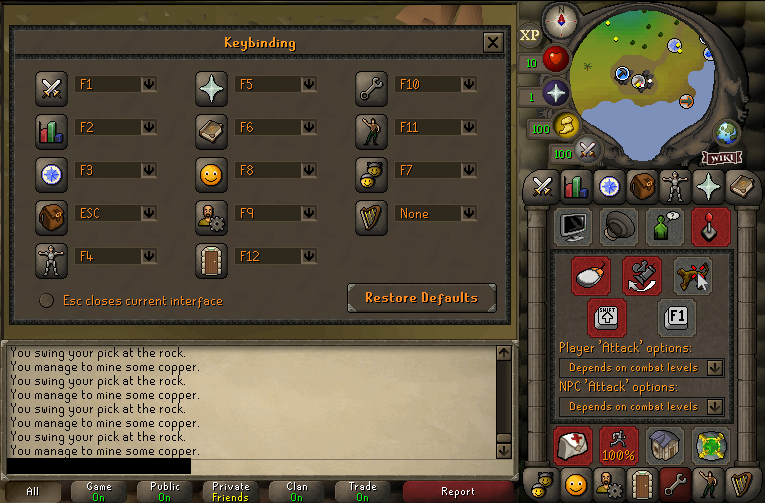 Keybinding
F1
F5
F10
F2
F6
F11
F3
F8
F7
ESC
F9
None
F4
F12
Esc closes current interface
Restore Defaults
You swing your pick at the rock.
You manage to mine some copper.
You swing your pick at the rock.
You manage to mine some copper.
You swing your pick at the rock.
You manage to mine some copper.
You swing your pick at the rock.
You manage to mine some copper.
All
Game
On
Public
On
Private
Friends
Clan
On
Trade
On
Report
XP
10
1
100
100
WIKI
SHIFT
F1
Player 'Attack' options:
Depends on combat levels
NPC 'Attack' options:
Depends on combat levels
100%